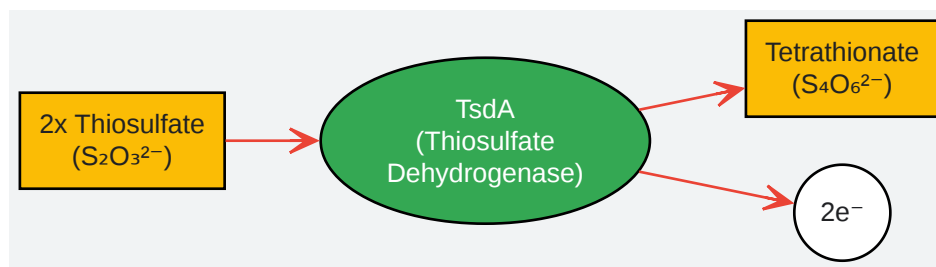 2x Thiosulfate
(S₂O₃²⁻)
TsdA
(Thiosulfate
Dehydrogenase)
Tetrathionate
(S₄O₆²⁻)
2e⁻